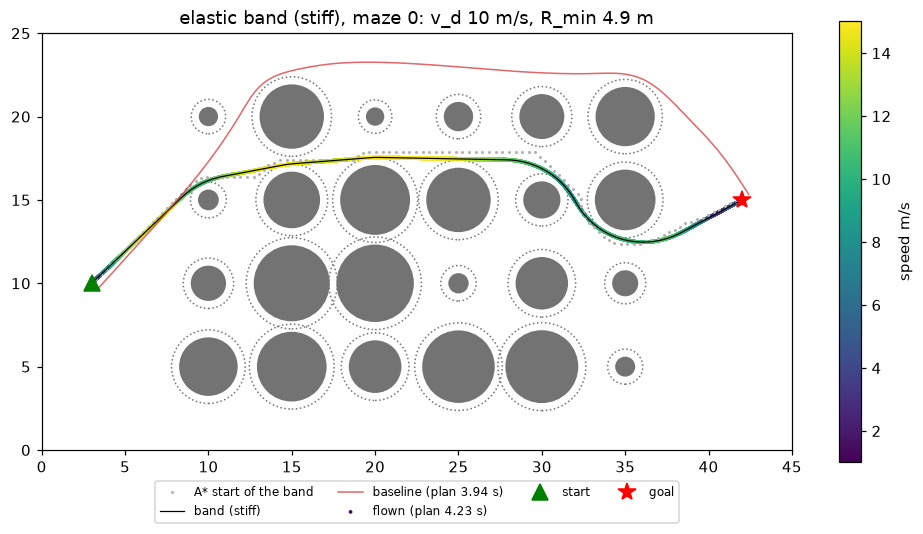 elastic band (stiff), maze 0: v_d 10 m/s, R_min 4.9 m
25
20
15
10
5
0
0 5 10 15 20 25 30 35 40 45
14
12
10
8
6
4
2
speed m/s
A* start of the band
band (stiff)
baseline (plan 3.94 s)
flown (plan 4.23 s)
start
goal